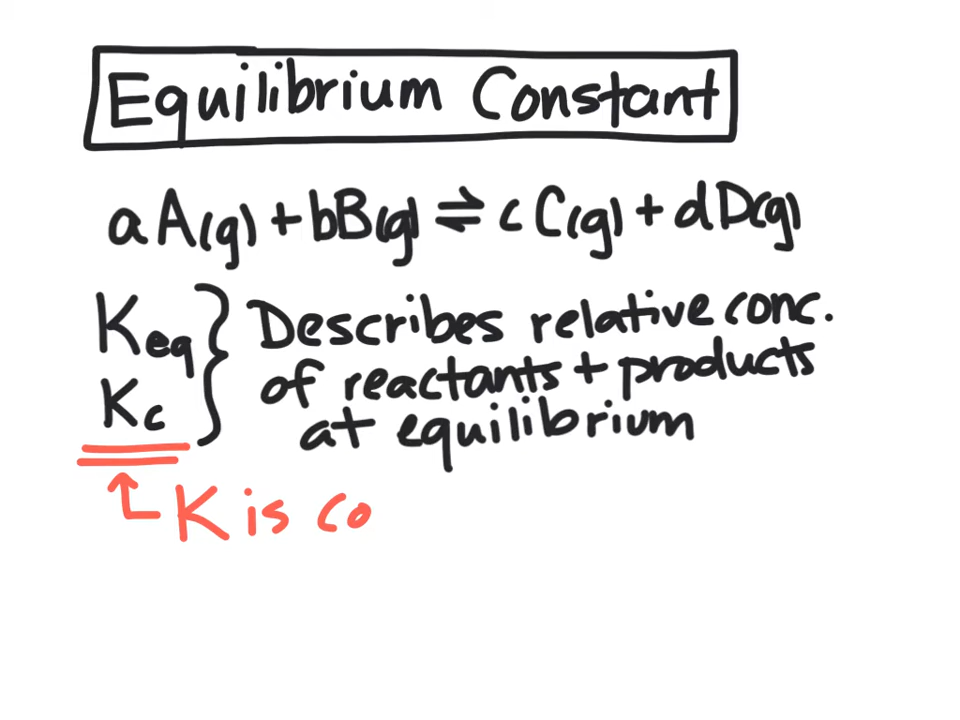 Equilibrium Constant
aA(g) + bB(g) ⇌ cC(g) + dD(g)
Keq } Describes relative conc.
of reactants + products
Kc
at equilibrium
K is co